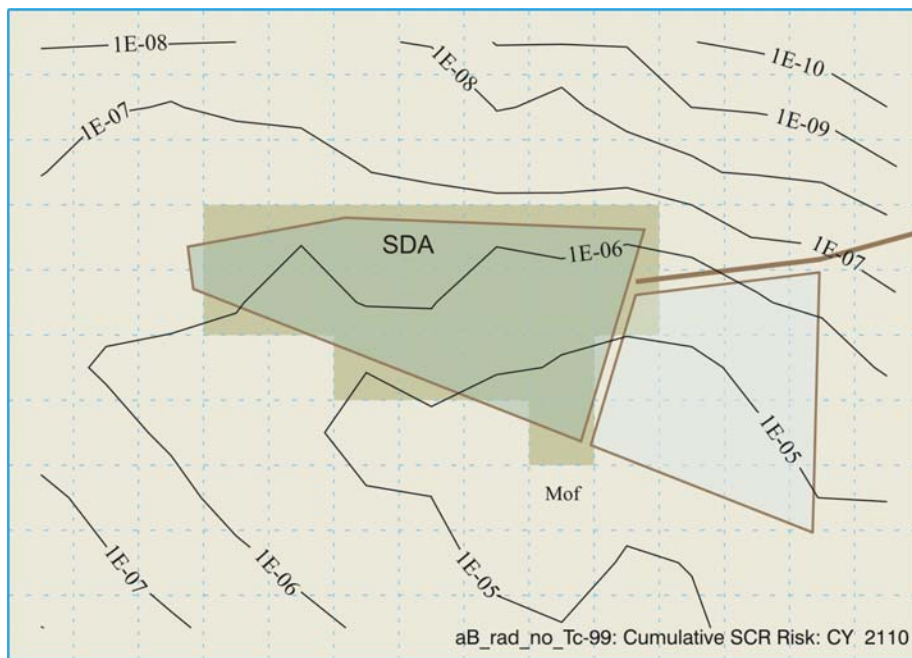 1E-08
1E-08
1E-10
1E-07
1E-09
SDA
1E-06
1E-07
1E-05
Mof
1E-07
1E-06
1E-05
aB_rad_no_Tc-99: Cumulative SCR Risk: CY 2110